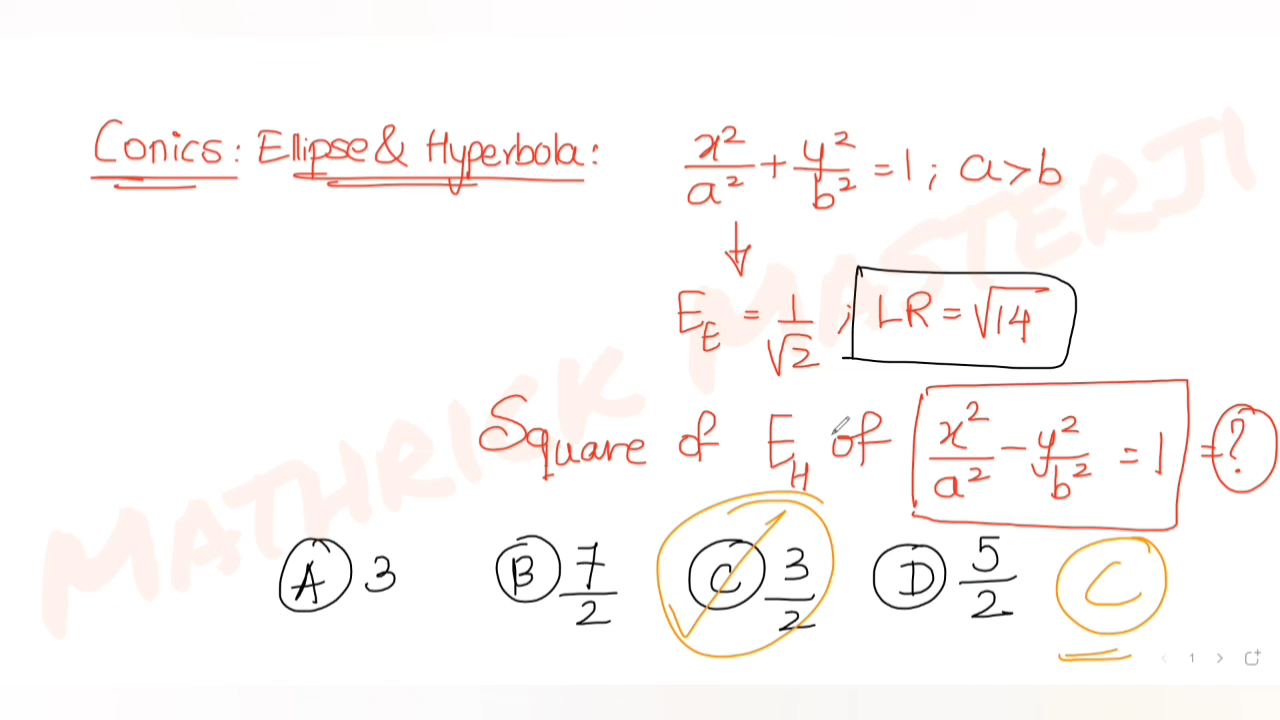 Conics: Ellipse & Hyperbola: x²/a² + y²/b² = 1; a>b
↓
E_E = 1/√2 ; LR = √14
Square of E_H of x²/a² - y²/b² = 1 = ?
A 3 B 7/2 C 3/2 D 5/2 C
MATHRISK MASTERJI
< 1 >